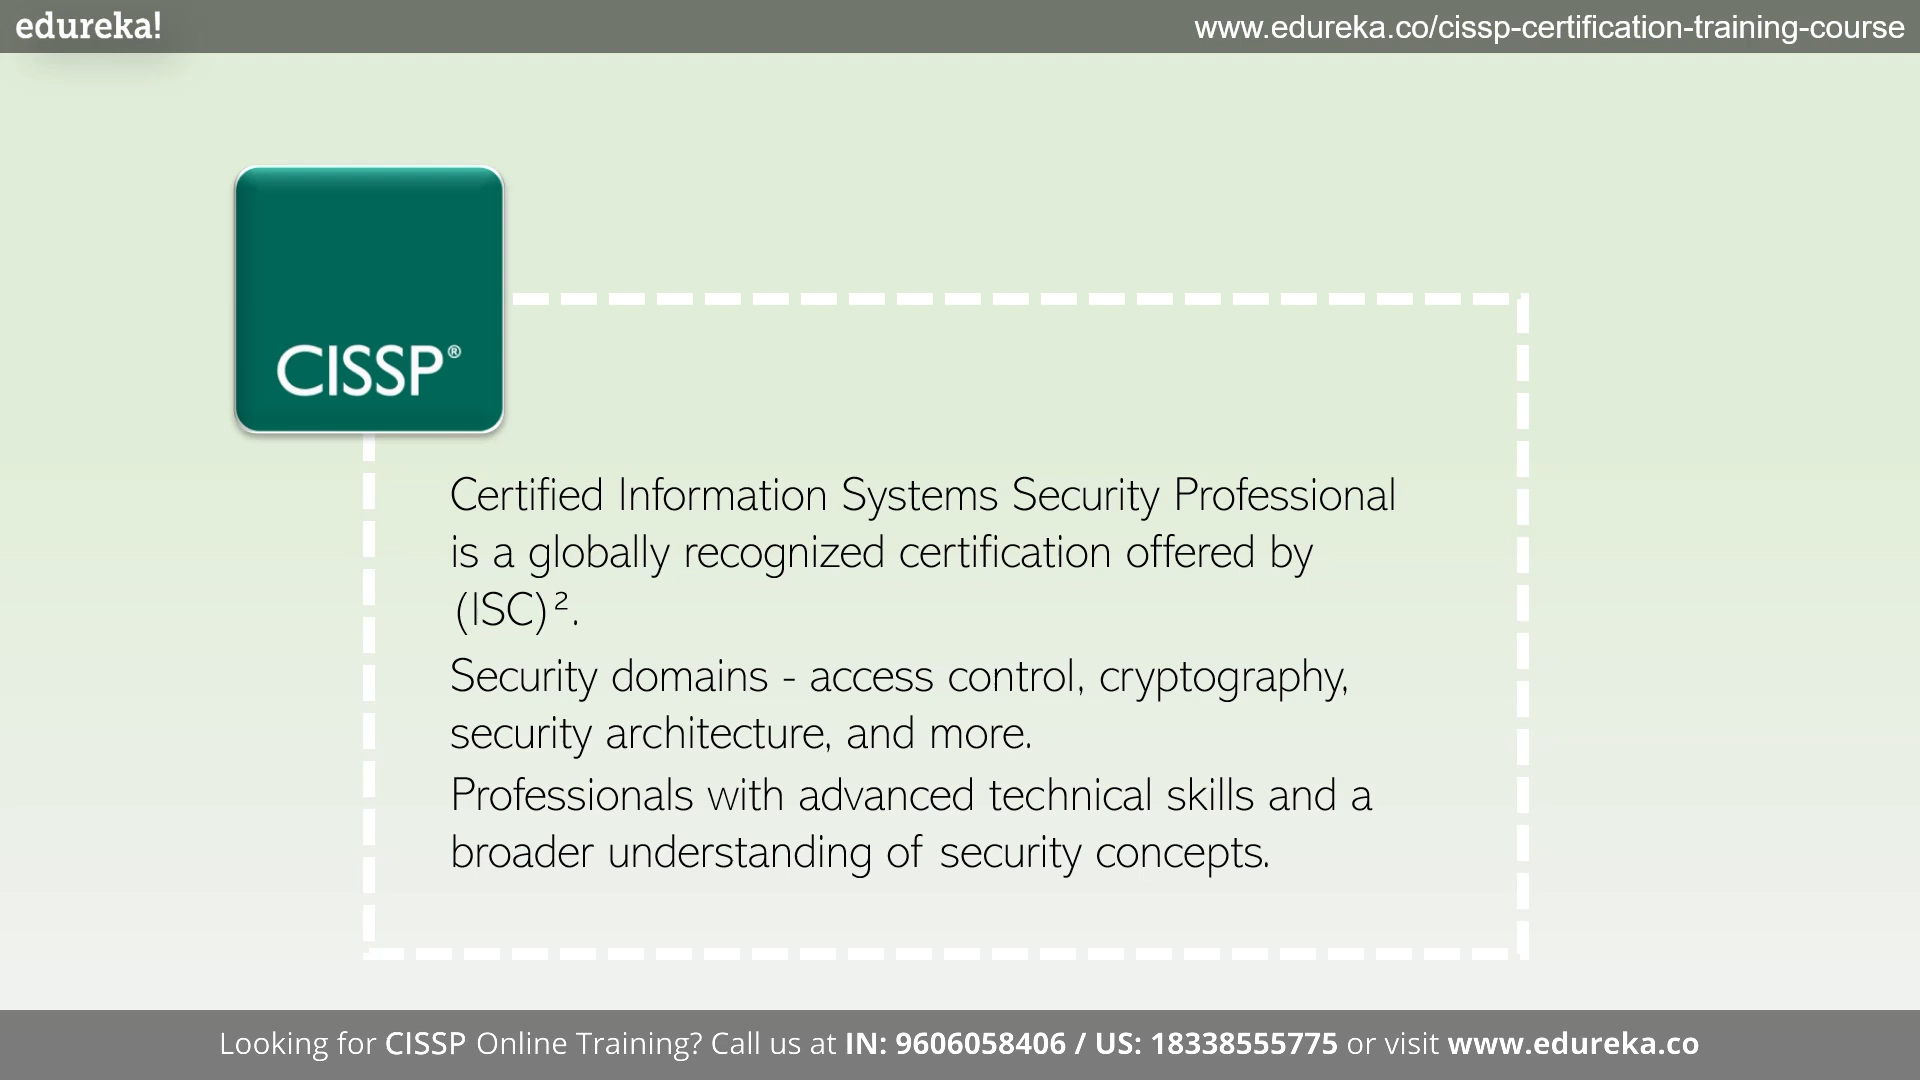 edureka!
www.edureka.co/cissp-certification-training-course
CISSP®
Certified Information Systems Security Professional
is a globally recognized certification offered by
(ISC)².
Security domains - access control, cryptography,
security architecture, and more.
Professionals with advanced technical skills and a
broader understanding of security concepts.
Looking for CISSP Online Training? Call us at IN: 9606058406 / US: 18338555775 or visit www.edureka.co